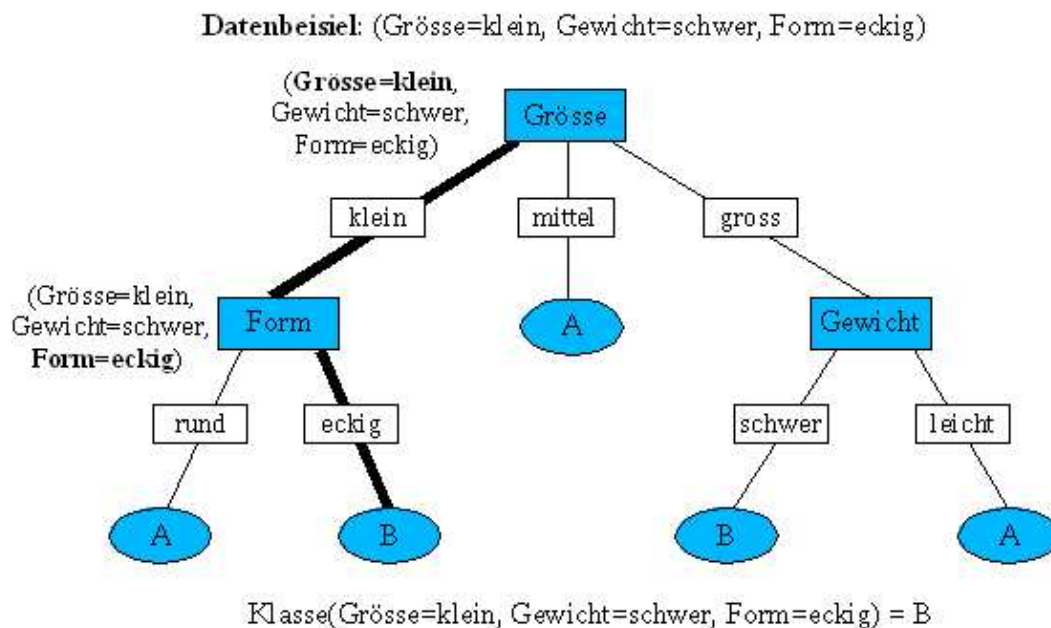 Datenbeisiel: (Grösse=klein, Gewicht=schwer, Form=eckig)
(Grösse=klein,
Gewicht=schwer,
Form=eckig)
Grösse
klein
mittel
gross
(Grösse=klein,
Gewicht=schwer,
Form=eckig)
Form
A
Gewicht
rund
eckig
schwer
leicht
A
B
B
A
Klasse(Grösse=klein, Gewicht=schwer, Form=eckig) = B